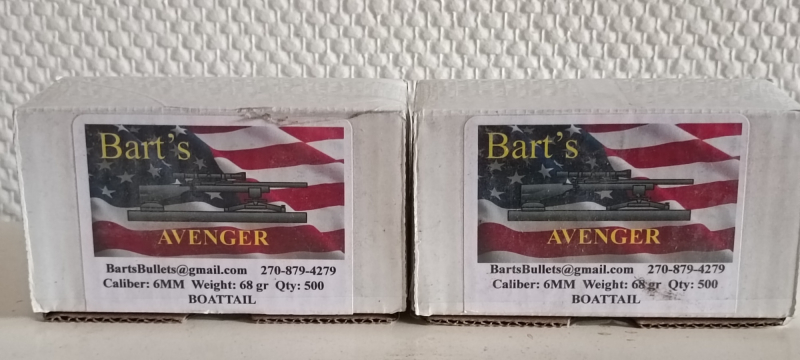 Bart's
AVENGER
BartsBullets@gmail.com 270-879-4279
Caliber: 6MM Weight: 68 gr Qty: 500
BOATTAIL
Bart's
AVENGER
BartsBullets@gmail.com 270-879-4279
Caliber: 6MM Weight: 68 gr Qty: 500
BOATTAIL